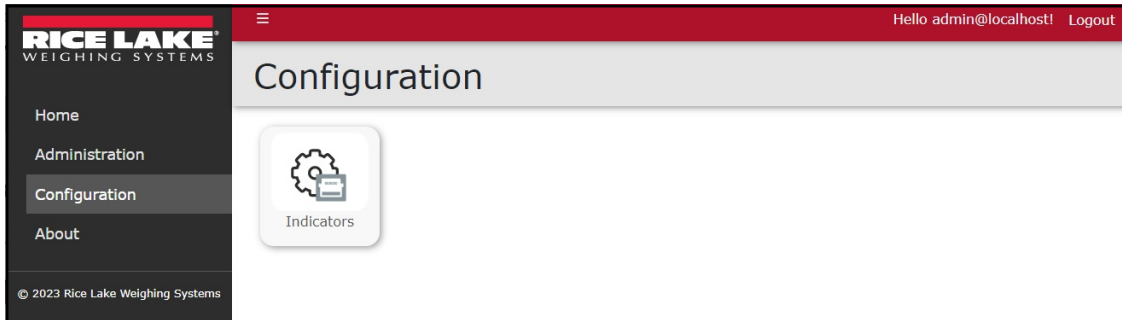 RICE LAKE®
WEIGHING SYSTEMS
Home
Administration
Configuration
About
© 2023 Rice Lake Weighing Systems
☰ Hello admin@localhost! Logout
Configuration
Indicators